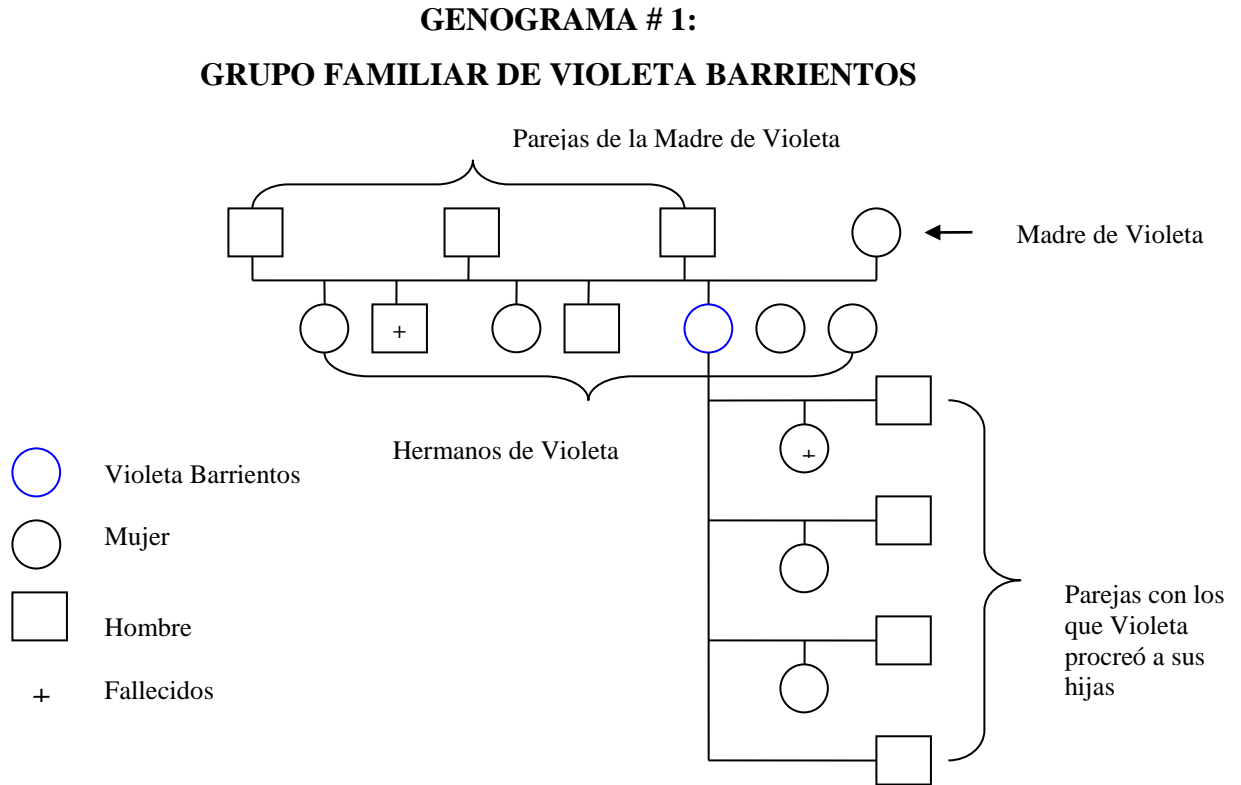 GENOGRAMA # 1:
GRUPO FAMILIAR DE VIOLETA BARRIENTOS
Parejas de la Madre de Violeta
Madre de Violeta
+
Hermanos de Violeta
+
Violeta Barrientos
Mujer
Hombre
+ Fallecidos
Parejas con los
que Violeta
procreó a sus
hijas